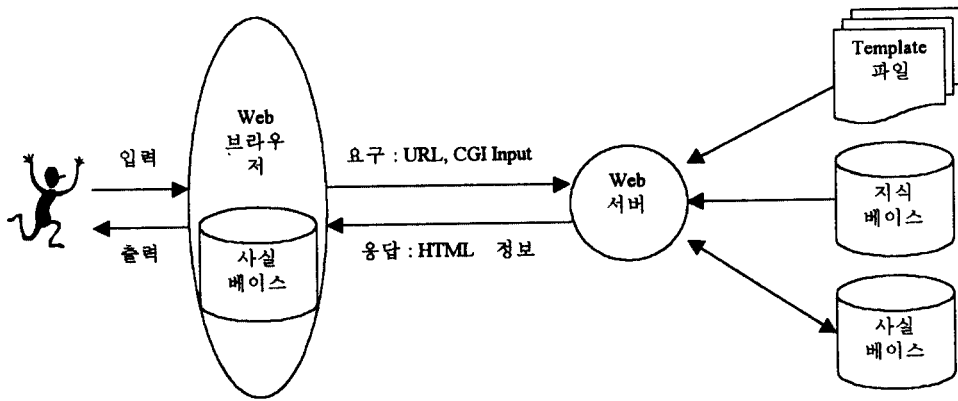 Template
파일
Web
브라우
저
입력
출력
사실
베이스
요구 : URL, CGI Input
응답 : HTML 정보
Web
서버
지식
베이스
사실
베이스